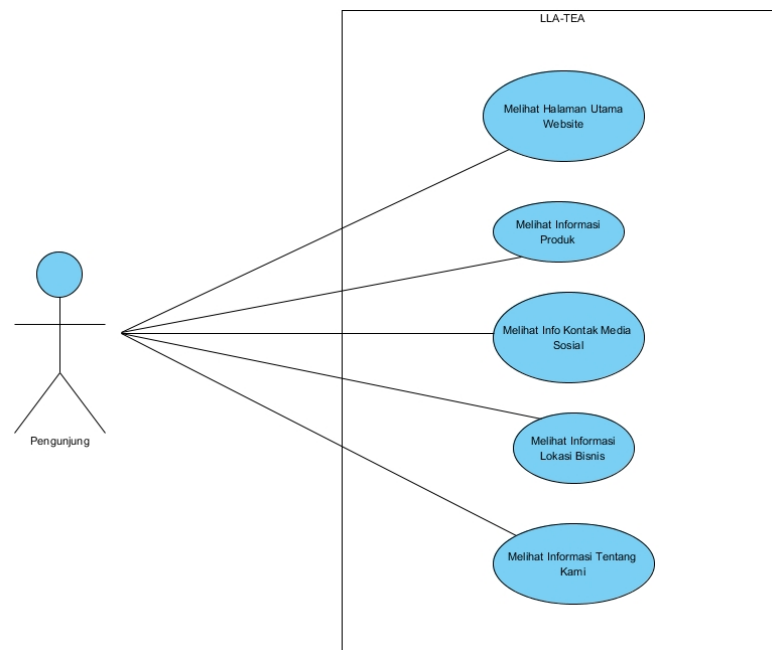 LLA-TEA
Melihat Halaman Utama
Website
Melihat Informasi
Produk
Melihat Info Kontak Media
Sosial
Pengunjung
Melihat Informasi
Lokasi Bisnis
Melihat Informasi Tentang
Kami